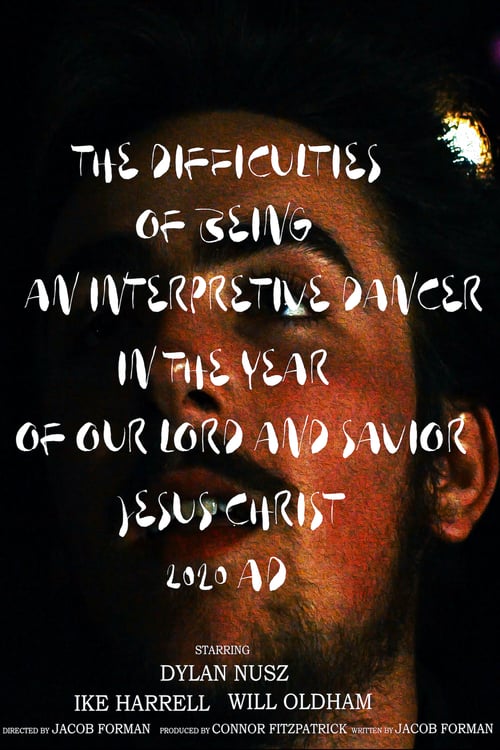 THE DIFFICULTIES
OF BEING
AN INTERPRETIVE DANCER
IN THE YEAR
OF OUR LORD AND SAVIOR
JESUS CHRIST
2020 AD
STARRING
DYLAN NUSZ
IKE HARRELL WILL OLDHAM
DIRECTED BY JACOB FORMAN PRODUCED BY CONNOR FITZPATRICK WRITTEN BY JACOB FORMAN